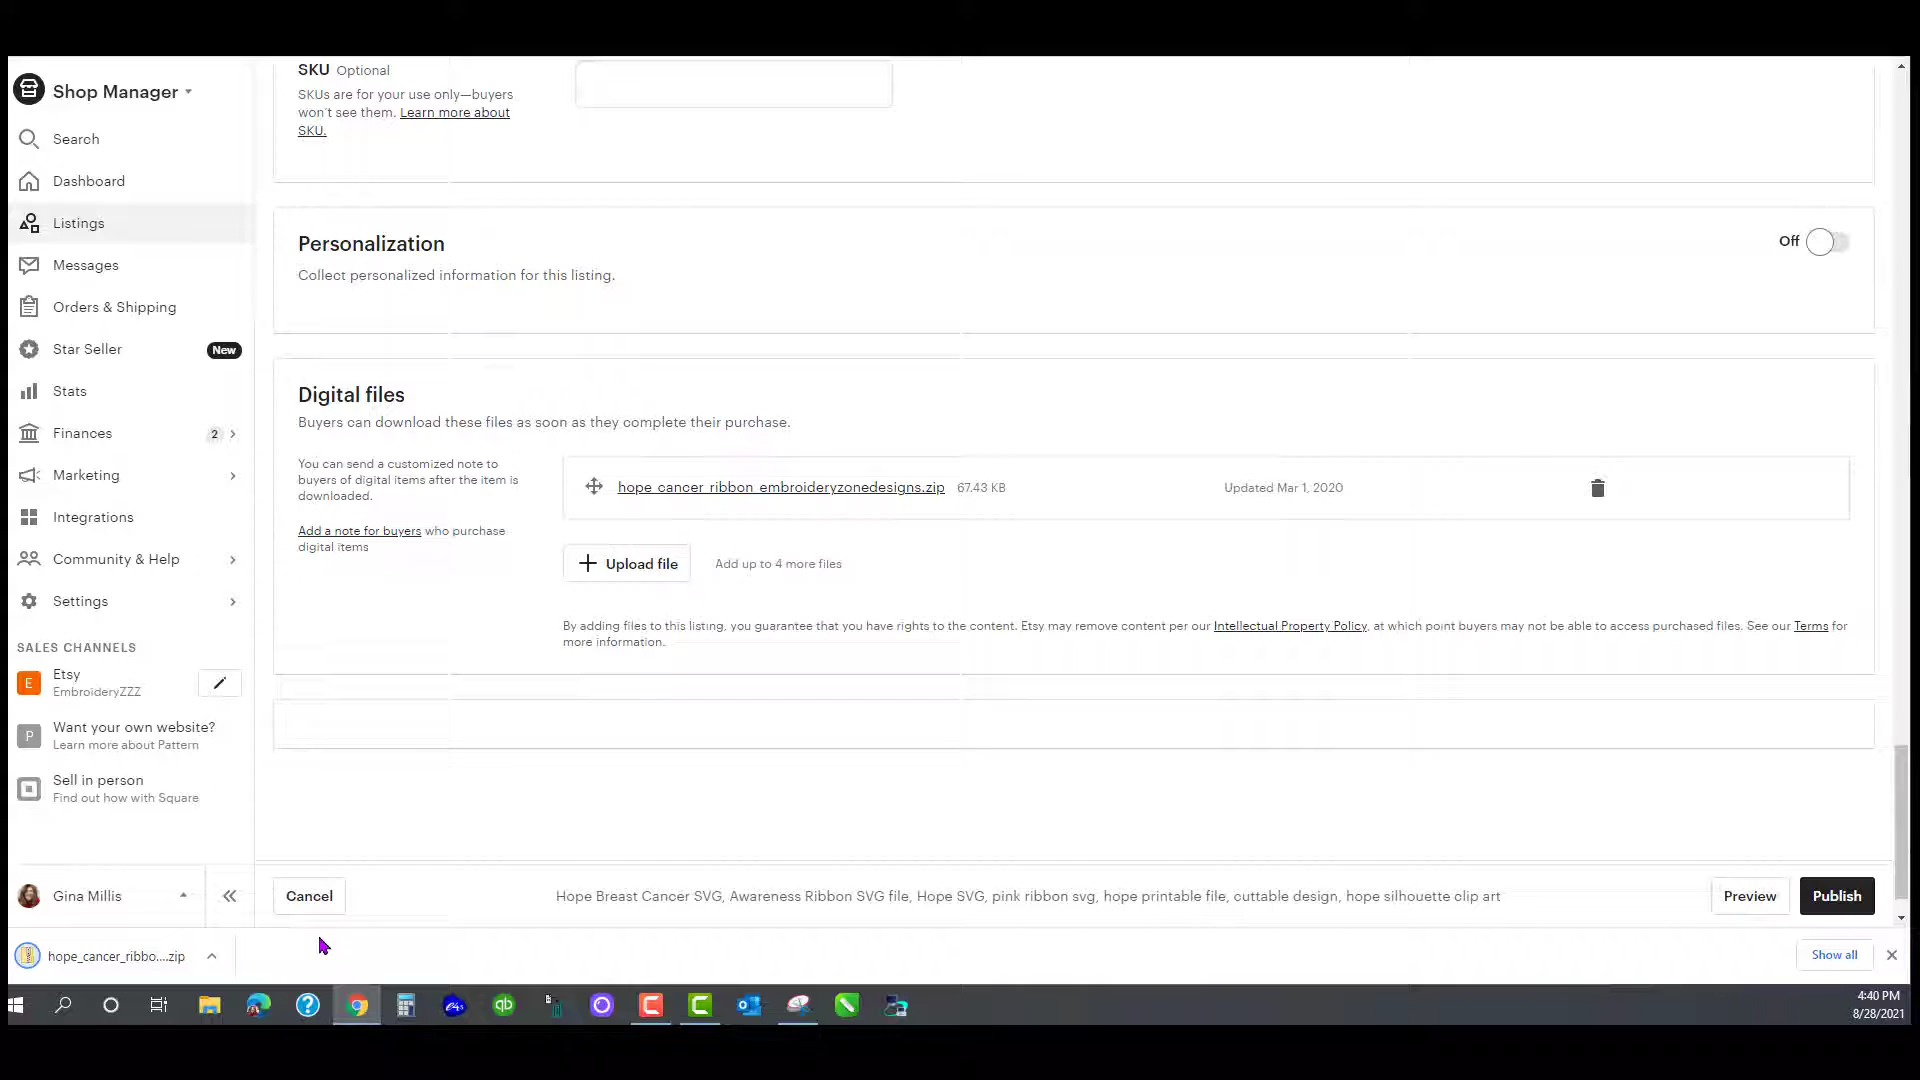 Shop Manager
Search
Dashboard
Listings
Messages
Orders & Shipping
Star Seller New
Stats
Finances 2
Marketing
Integrations
Community & Help
Settings
SALES CHANNELS
E Etsy
EmbroideryZZZ
P Want your own website?
Learn more about Pattern
Sell in person
Find out how with Square
Gina Millis
SKU Optional
SKUs are for your use only—buyers
won't see them. Learn more about
SKU.
Personalization
Off
Collect personalized information for this listing.
Digital files
Buyers can download these files as soon as they complete their purchase.
You can send a customized note to
buyers of digital items after the item is
downloaded.
Add a note for buyers who purchase
digital items
hope_cancer_ribbon_embroideryzonedesigns.zip 67.43 KB Updated Mar 1, 2020
Upload file Add up to 4 more files
By adding files to this listing, you guarantee that you have rights to the content. Etsy may remove content per our Intellectual Property Policy, at which point buyers may not be able to access purchased files. See our Terms for
more information.
Cancel Hope Breast Cancer SVG, Awareness Ribbon SVG file, Hope SVG, pink ribbon svg, hope printable file, cuttable design, hope silhouette clip art Preview Publish
hope_cancer_ribbo....zip Show all
qb
4:40 PM
8/28/2021